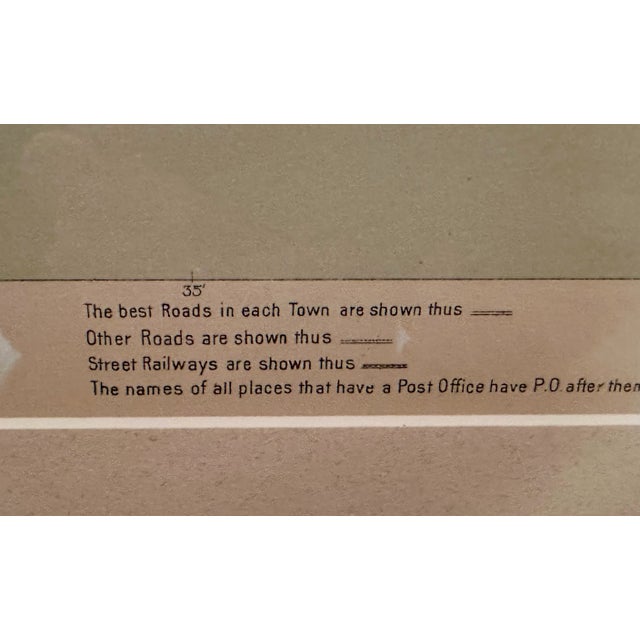 35'
The best Roads in each Town are shown thus
Other Roads are shown thus
Street Railways are shown thus
The names of all places that have a Post Office have P.O. after them